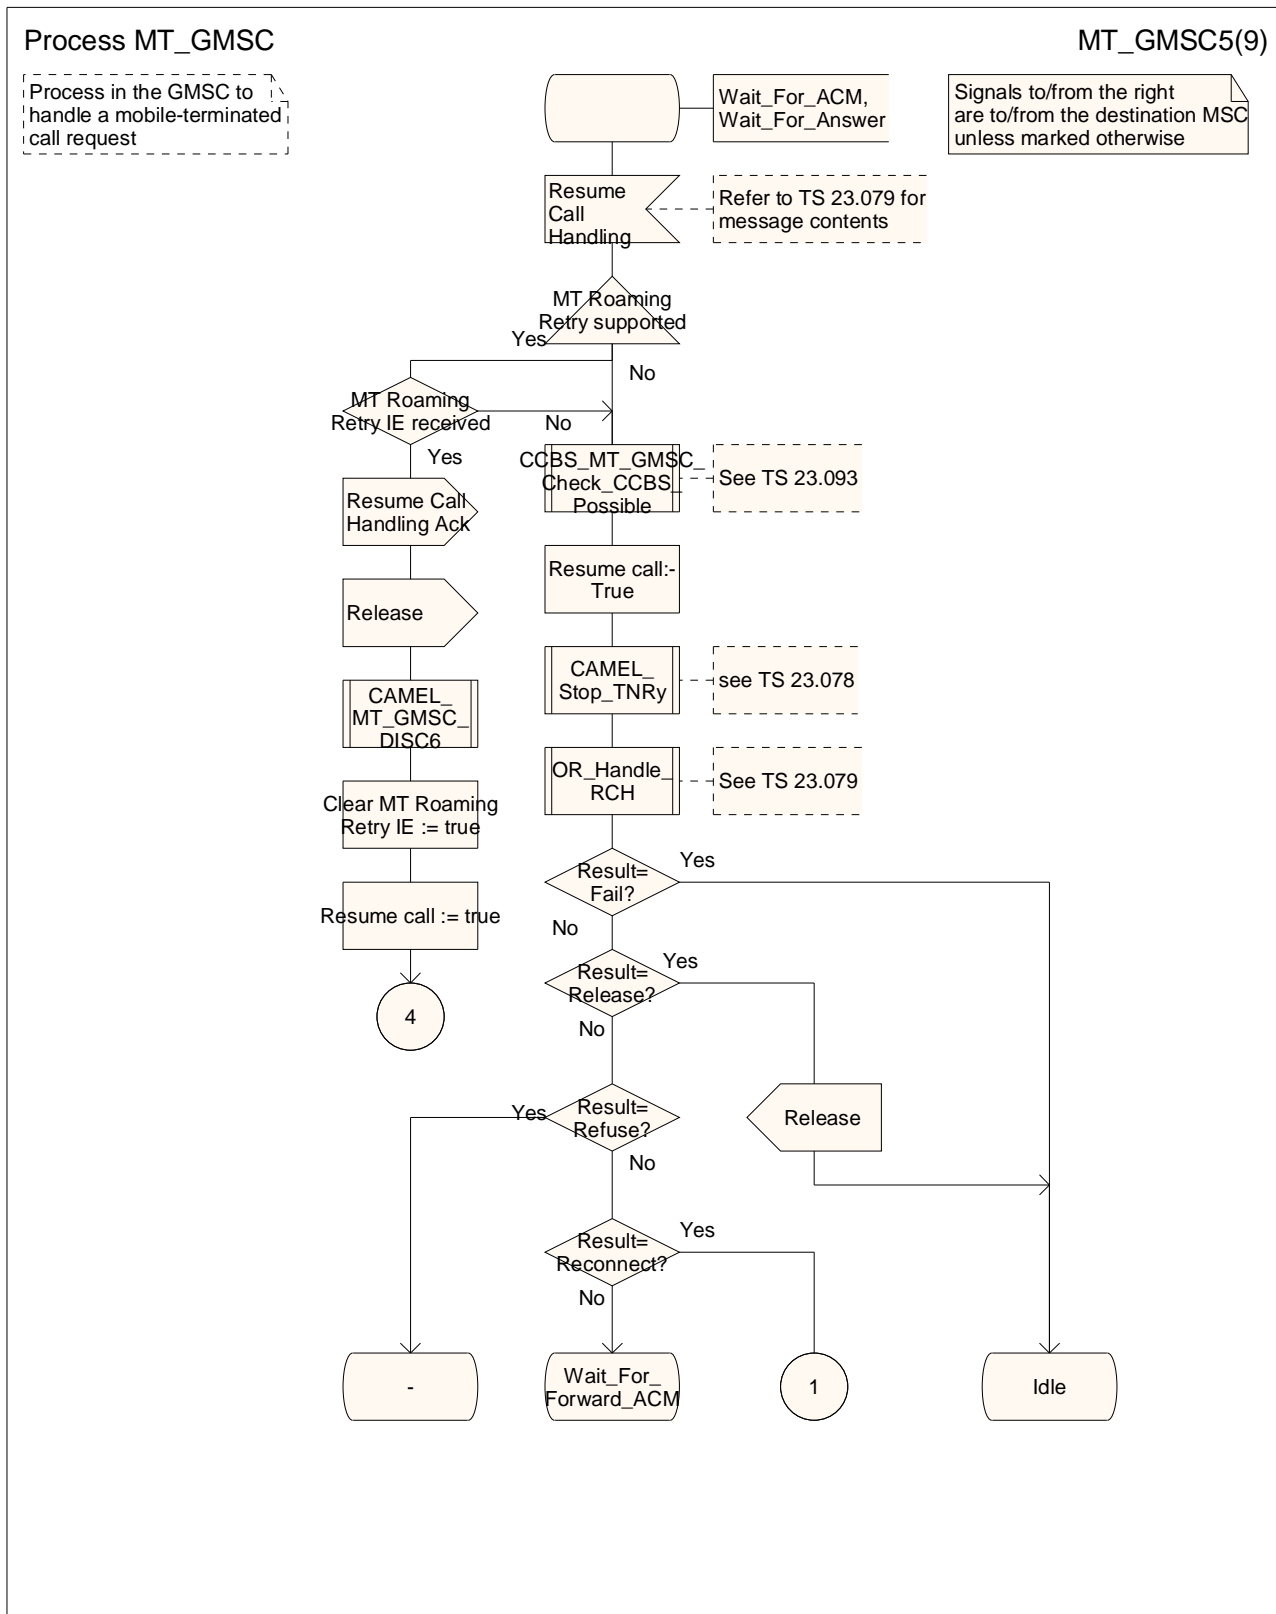 Process MT_GMSC
MT_GMSC5(9)
Process in the GMSC to
handle a mobile-terminated
call request
Wait_For_ACM,
Wait_For_Answer
Signals to/from the right
are to/from the destination MSC
unless marked otherwise
Resume
Call
Handling
Refer to TS 23.079 for
message contents
MT Roaming
Retry supported
Yes
No
MT Roaming
Retry IE received
No
Yes
CCBS_MT_GMSC_
Check_CCBS_
Possible
See TS 23.093
Resume Call
Handling Ack
Resume call:-
True
Release
CAMEL_
Stop_TNRy
see TS 23.078
CAMEL_
MT_GMSC_
DISC6
OR_Handle_
RCH
See TS 23.079
Clear MT Roaming
Retry IE := true
Result=
Fail?
Yes
No
Resume call := true
Result=
Release?
Yes
No
4
Result=
Refuse?
Yes
No
Release
Result=
Reconnect?
Yes
No
-
Wait_For_
Forward_ACM
1
Idle